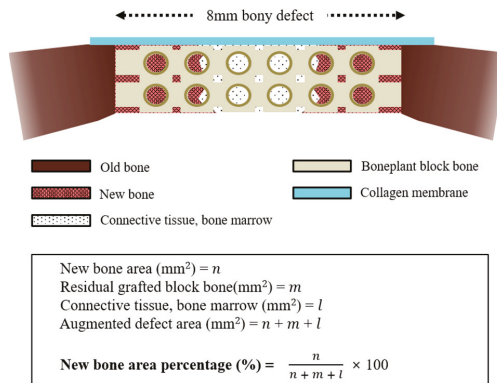 8mm bony defect
Old bone
Boneplant block bone
New bone
Collagen membrane
Connective tissue, bone marrow
New bone area (mm²) = n
Residual grafted block bone(mm²) = m
Connective tissue, bone marrow (mm²) = l
Augmented defect area (mm²) = n + m + l
New bone area percentage (%) = n / n + m + l × 100